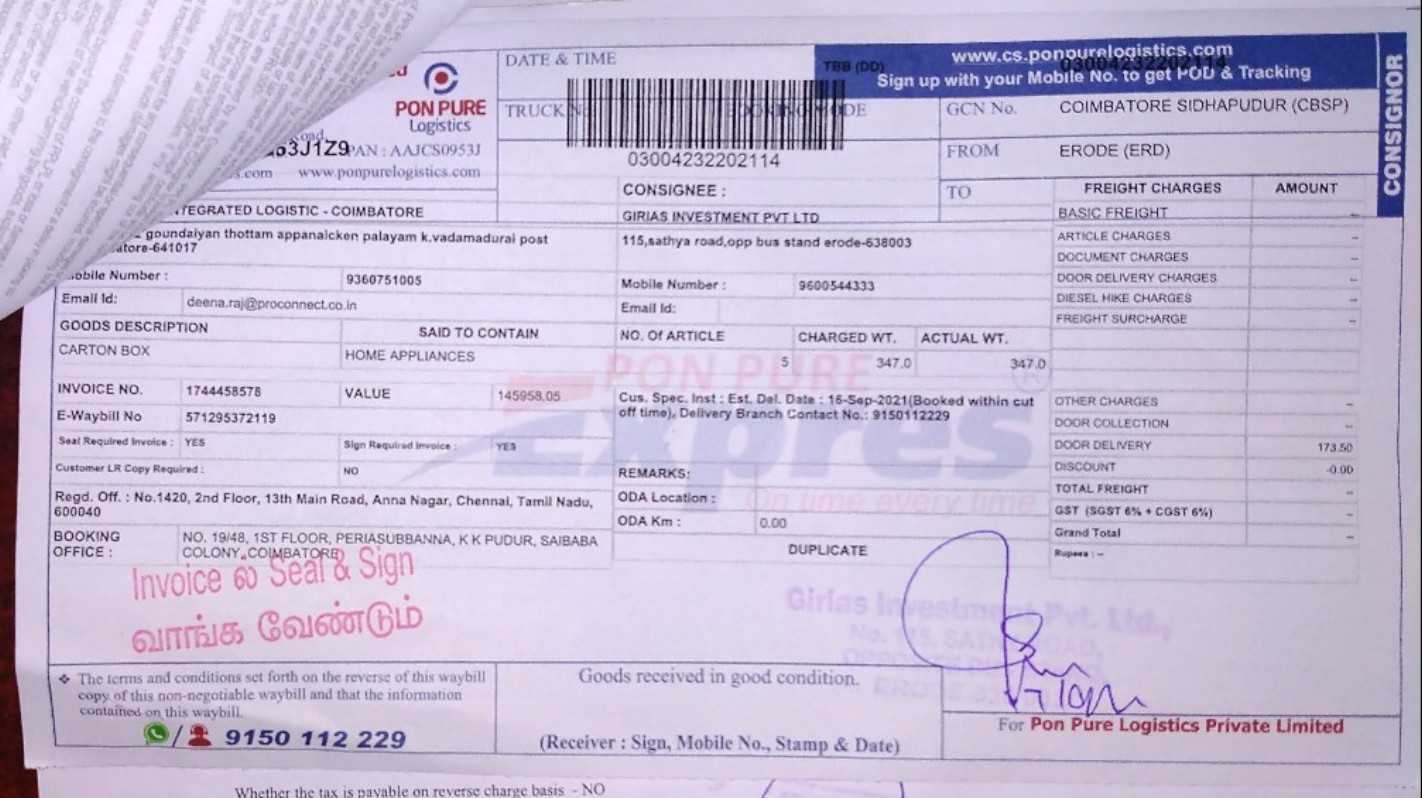 DATE & TIME
TBB (DD)
www.cs.ponpurelogistics.com
03004232202114
Sign up with your Mobile No. to get POD & Tracking
CONSIGNOR
PON PURE
Logistics
TRUCK
GCN No.
COIMBATORE SIDHAPUDUR (CBSP)
3J1Z9 PAN : AAJCS0953J
03004232202114
FROM
ERODE (ERD)
s.com www.ponpurelogistics.com
TO
CONSIGNEE :
FREIGHT CHARGES
AMOUNT
NTEGRATED LOGISTIC - COIMBATORE
GIRIAS INVESTMENT PVT LTD
BASIC FREIGHT
--
goundaiyan thottam appanaicken palayam k.vadamadurai post
atore-641017
115,sathya road,opp bus stand erode-638003
ARTICLE CHARGES
--
DOCUMENT CHARGES
--
Mobile Number :
9360751005
Mobile Number :
9600544333
DOOR DELIVERY CHARGES
--
Email Id:
deena.raj@proconnect.co.in
Email Id:
DIESEL HIKE CHARGES
--
FREIGHT SURCHARGE
--
GOODS DESCRIPTION
SAID TO CONTAIN
NO. Of ARTICLE
CHARGED WT.
ACTUAL WT.
CARTON BOX
HOME APPLIANCES
5
347.0
347.0
PON PURE
Expres
On time every time
INVOICE NO.
1744458578
VALUE
145958.05
Cus. Spec. Inst : Est. Del. Date : 16-Sep-2021(Booked within cut
off time), Delivery Branch Contact No.: 9150112229
OTHER CHARGES
--
E-Waybill No
571295372119
DOOR COLLECTION
--
Seal Required Invoice :
YES
Sign Required Invoice :
YES
DOOR DELIVERY
173.50
Customer LR Copy Required :
NO
REMARKS:
DISCOUNT
-0.00
Regd. Off. : No.1420, 2nd Floor, 13th Main Road, Anna Nagar, Chennai, Tamil Nadu,
600040
ODA Location :
TOTAL FREIGHT
--
ODA Km :
0.00
GST (SGST 6% + CGST 6%)
--
BOOKING
OFFICE :
NO. 19/48, 1ST FLOOR, PERIASUBBANNA, K K PUDUR, SAIBABA
COLONY,,COIMBATORE
DUPLICATE
Grand Total
--
Rupees : --
Invoice ல Seal & Sign
வாங்க வேண்டும்
Girias Investment Pvt. Ltd.,
❖ The terms and conditions set forth on the reverse of this waybill
copy of this non-negotiable waybill and that the information
contained on this waybill.
9150 112 229
Goods received in good condition.
(Receiver : Sign, Mobile No., Stamp & Date)
For Pon Pure Logistics Private Limited
Whether the tax is payable on reverse charge basis - NO